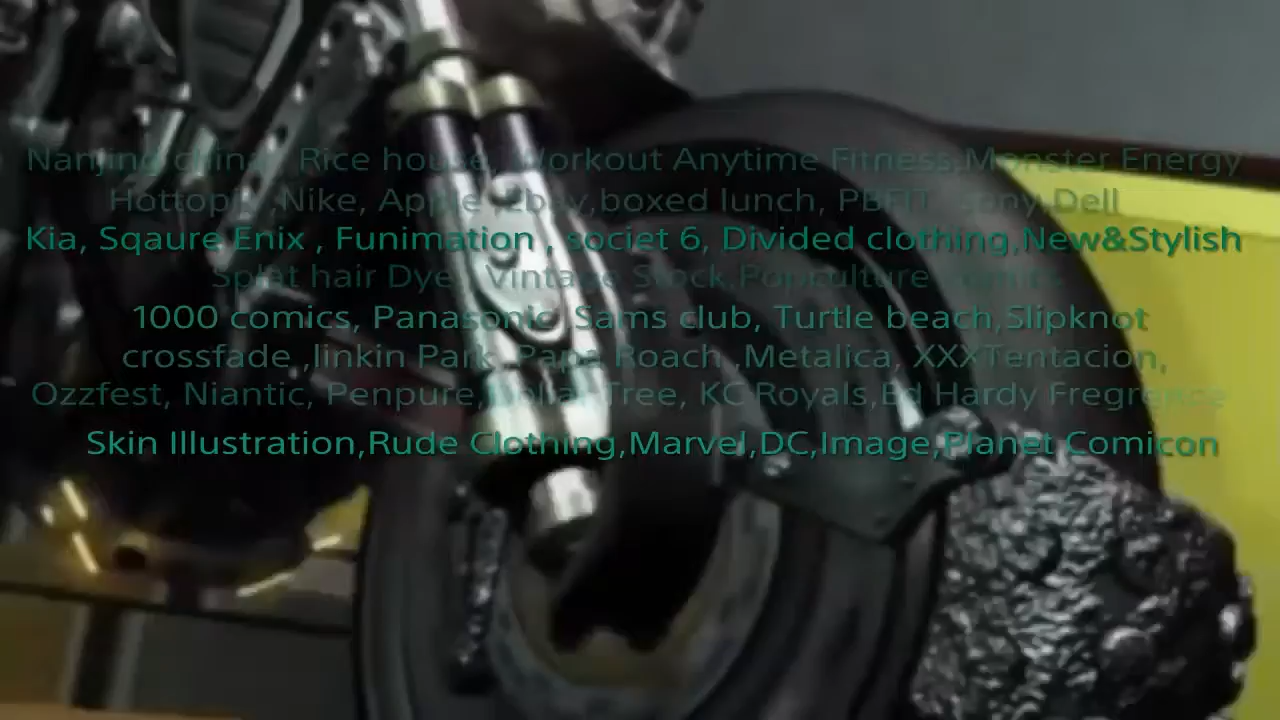 Nanjing china, Rice house, Workout Anytime Fitness,Monster Energy
Hottopic,Nike, Apple,Ebay,boxed lunch, PBFIT, sony,Dell
Kia, Sqaure Enix , Funimation , societ 6, Divided clothing,New&Stylish
Splat hair Dye, Vintage Stock,Popculture
1000 comics, Panasonic, Sams club, Turtle beach,Slipknot
crossfade ,linkin Park, Papa Roach, Metalica, XXXTentacion,
Ozzfest, Niantic, Penpure,Dollar Tree, KC Royals,Ed Hardy Fregrence
Skin Illustration,Rude Clothing,Marvel,DC,Image,Planet Comicon